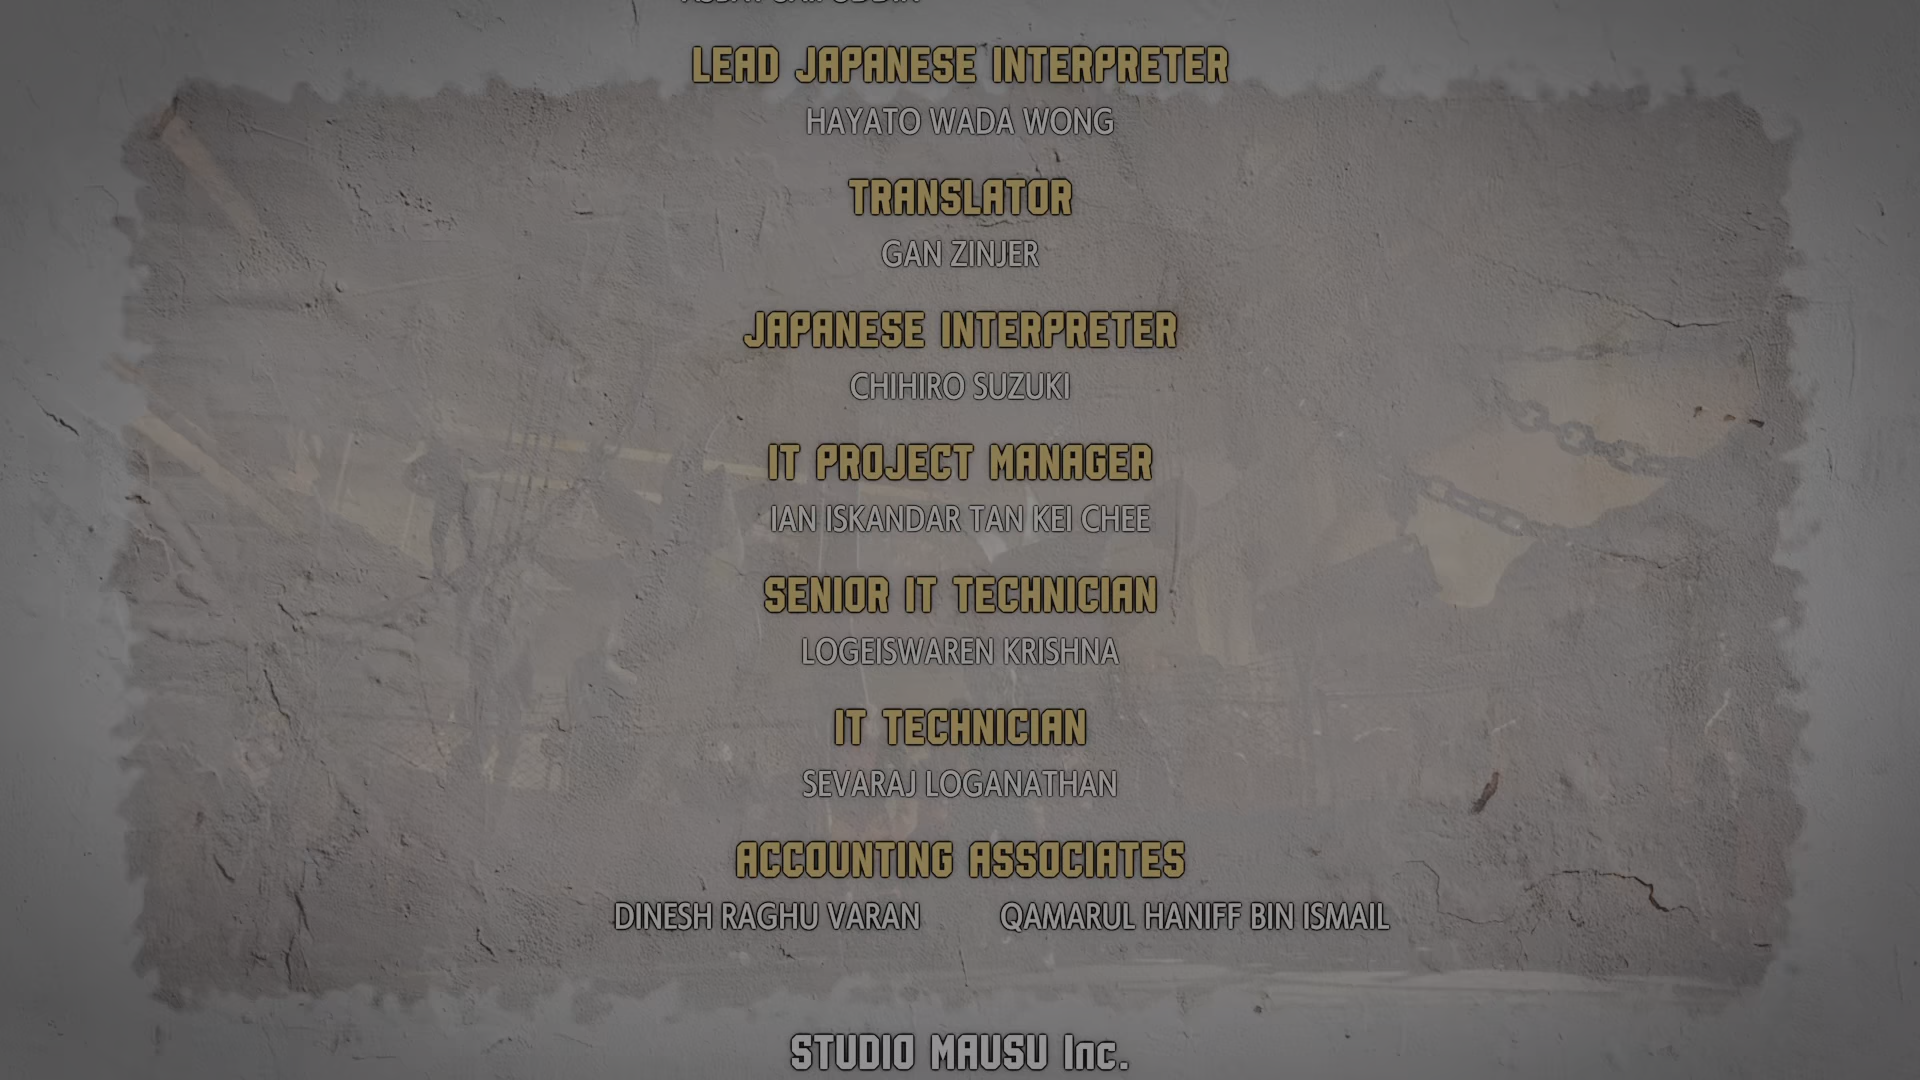 LEAD JAPANESE INTERPRETER
HAYATO WADA WONG
TRANSLATOR
GAN ZINJER
JAPANESE INTERPRETER
CHIHIRO SUZUKI
IT PROJECT MANAGER
IAN ISKANDAR TAN KEI CHEE
SENIOR IT TECHNICIAN
LOGEISWAREN KRISHNA
IT TECHNICIAN
SEVARAJ LOGANATHAN
ACCOUNTING ASSOCIATES
DINESH RAGHU VARAN QAMARUL HANIFF BIN ISMAIL
STUDIO MAUSU Inc.